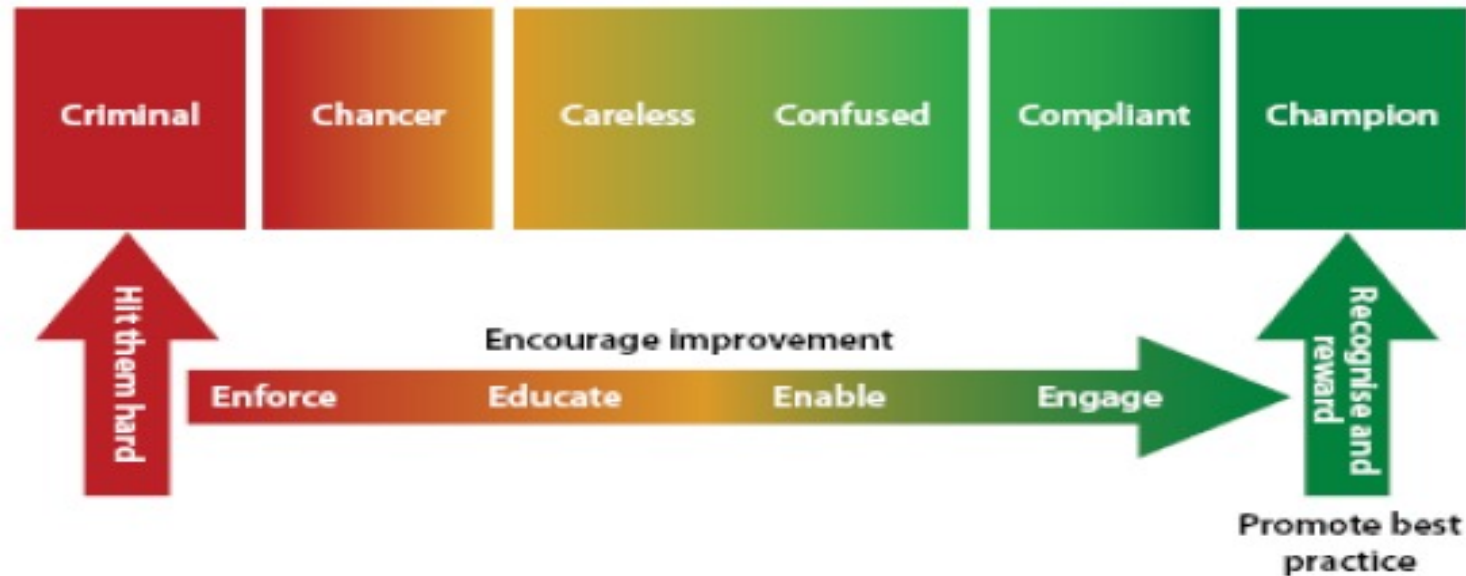 Criminal
Chancer
Careless
Confused
Compliant
Champion
Hit them hard
Encourage improvement
Enforce
Educate
Enable
Engage
Recognise and
reward
Promote best
practice